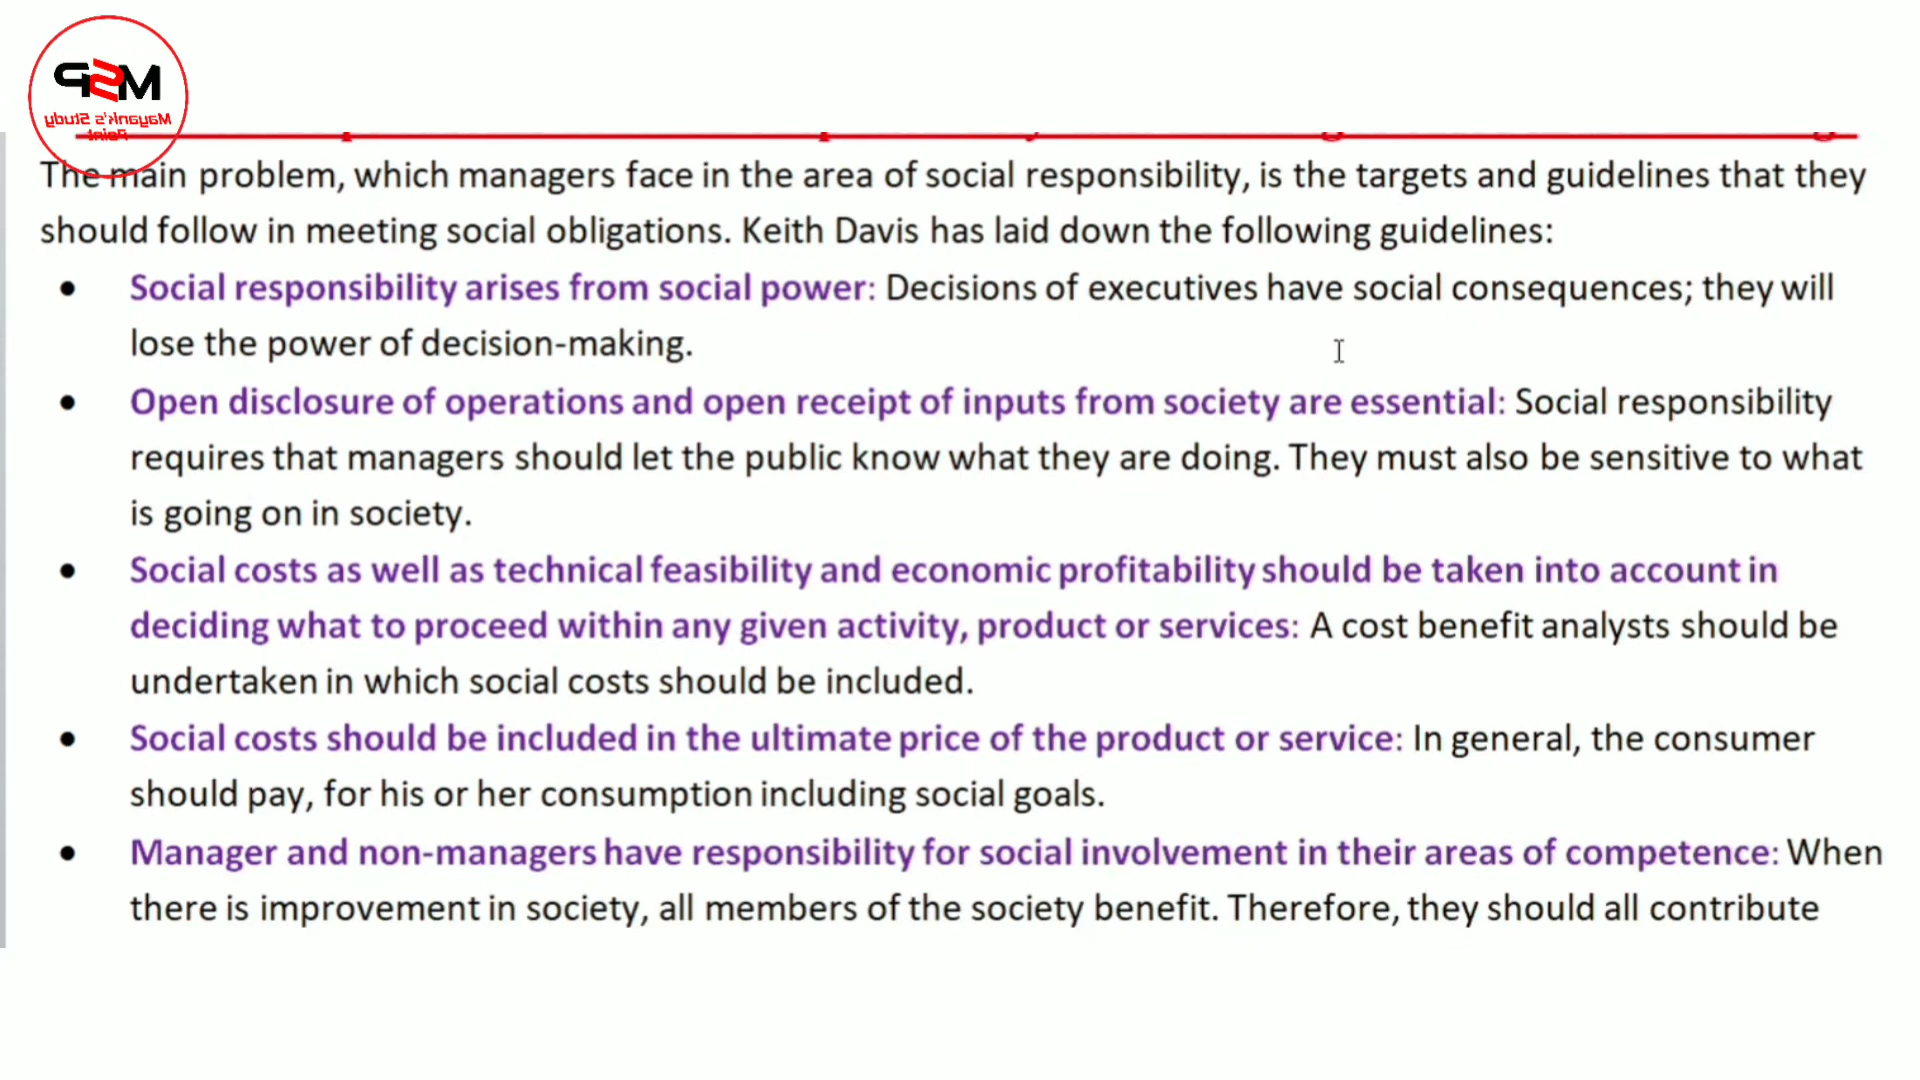 MSP
Mayank's Study
Point
The main problem, which managers face in the area of social responsibility, is the targets and guidelines that they
should follow in meeting social obligations. Keith Davis has laid down the following guidelines:
• Social responsibility arises from social power: Decisions of executives have social consequences; they will
lose the power of decision-making.
• Open disclosure of operations and open receipt of inputs from society are essential: Social responsibility
requires that managers should let the public know what they are doing. They must also be sensitive to what
is going on in society.
• Social costs as well as technical feasibility and economic profitability should be taken into account in
deciding what to proceed within any given activity, product or services: A cost benefit analysts should be
undertaken in which social costs should be included.
• Social costs should be included in the ultimate price of the product or service: In general, the consumer
should pay, for his or her consumption including social goals.
• Manager and non-managers have responsibility for social involvement in their areas of competence: When
there is improvement in society, all members of the society benefit. Therefore, they should all contribute